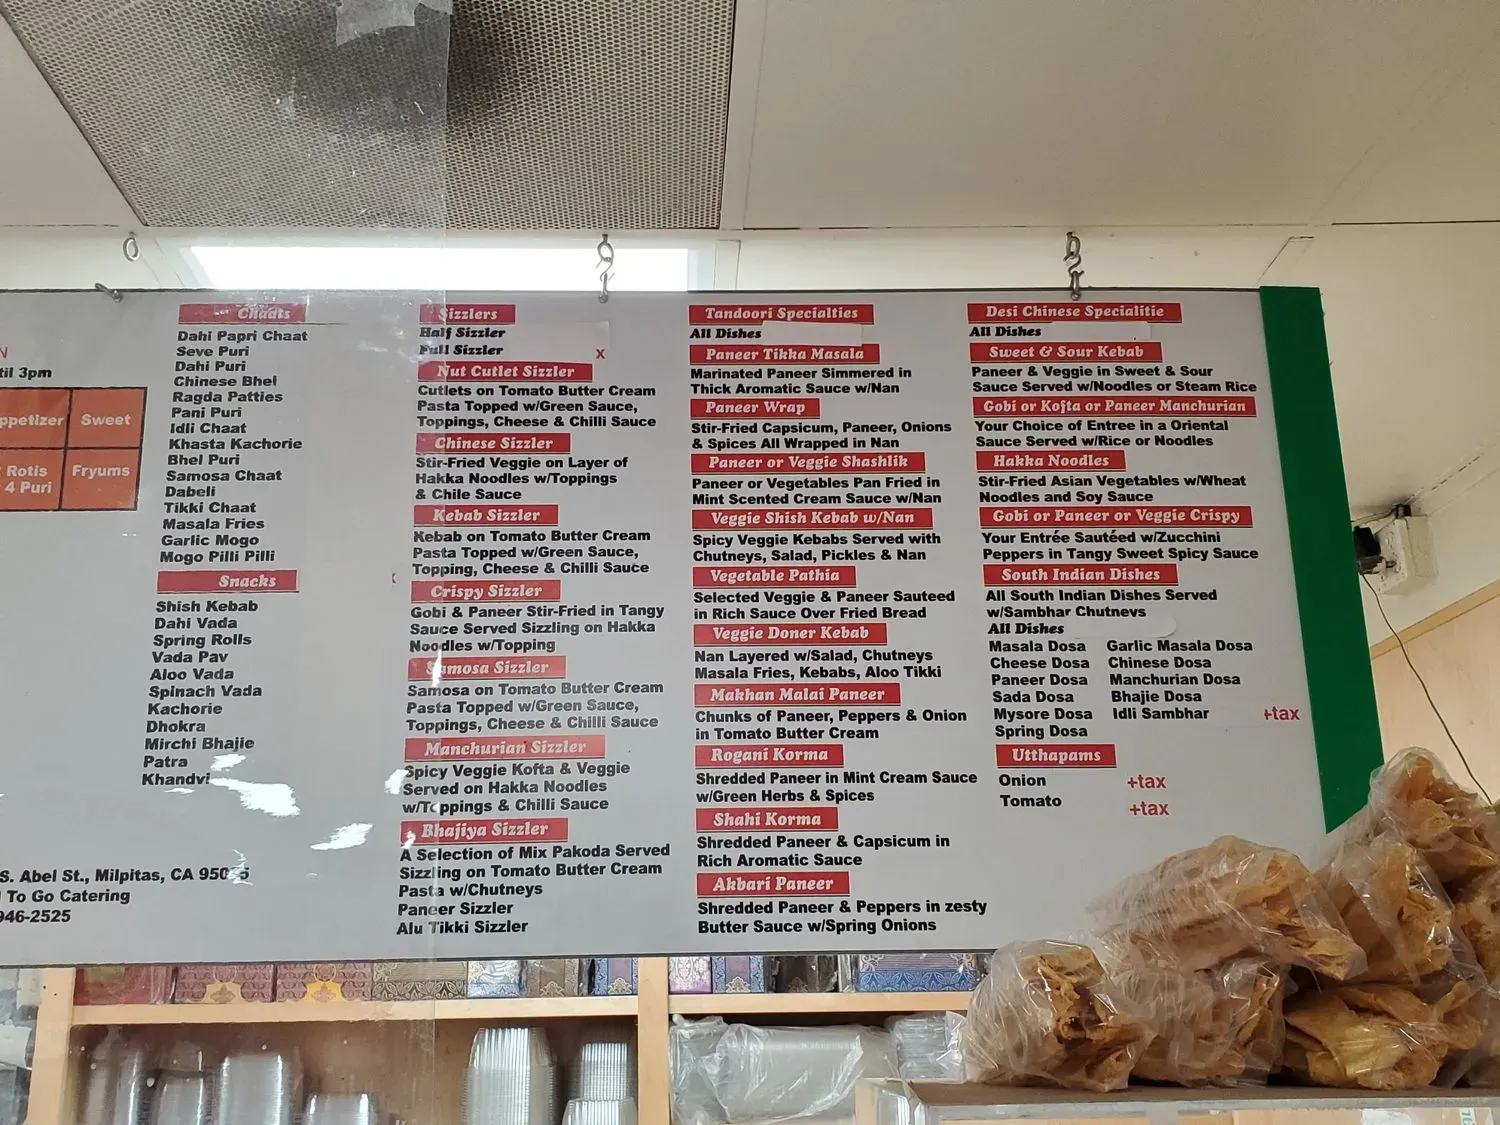 til 3pm
ppetizer
Sweet
Rotis
4 Puri
Fryums
S. Abel St., Milpitas, CA
To Go Catering
946-2525
Chaats
Dahi Papri Chaat
Seve Puri
Dahi Puri
Chinese Bhel
Ragda Patties
Pani Puri
Idli Chaat
Khasta Kachorie
Bhel Puri
Samosa Chaat
Dabeli
Tikki Chaat
Masala Fries
Garlic Mogo
Mogo Pilli Pilli
Snacks
Shish Kebab
Dahi Vada
Spring Rolls
Vada Pav
Aloo Vada
Spinach Vada
Kachorie
Dhokra
Mirchi Bhajie
Patra
Khandvi
Sizzlers
Half Sizzler
Full Sizzler
x
Nut Cutlet Sizzler
Cutlets on Tomato Butter Cream
Pasta Topped w/Green Sauce,
Toppings, Cheese & Chilli Sauce
Chinese Sizzler
Stir-Fried Veggie on Layer of
Hakka Noodles w/Toppings
& Chile Sauce
Kebab Sizzler
Kebab on Tomato Butter Cream
Pasta Topped w/Green Sauce,
Topping, Cheese & Chilli Sauce
Crispy Sizzler
Gobi & Paneer Stir-Fried in Tangy
Sauce Served Sizzling on Hakka
Noodles w/Topping
Samosa Sizzler
Samosa on Tomato Butter Cream
Pasta Topped w/Green Sauce,
Toppings, Cheese & Chilli Sauce
Manchurian Sizzler
Spicy Veggie Kofta & Veggie
Served on Hakka Noodles
w/Toppings & Chilli Sauce
Bhajiya Sizzler
A Selection of Mix Pakoda Served
Sizzling on Tomato Butter Cream
Pasta w/Chutneys
Paneer Sizzler
Alu Tikki Sizzler
Tandoori Specialties
All Dishes
Paneer Tikka Masala
Marinated Paneer Simmered in
Thick Aromatic Sauce w/Nan
Paneer Wrap
Stir-Fried Capsicum, Paneer, Onions
& Spices All Wrapped in Nan
Paneer or Veggie Shashlik
Paneer or Vegetables Pan Fried in
Mint Scented Cream Sauce w/Nan
Veggie Shish Kebab w/Nan
Spicy Veggie Kebabs Served with
Chutneys, Salad, Pickles & Nan
Vegetable Pathia
Selected Veggie & Paneer Sauteed
in Rich Sauce Over Fried Bread
Veggie Doner Kebab
Nan Layered w/Salad, Chutneys
Masala Fries, Kebabs, Aloo Tikki
Makhan Malai Paneer
Chunks of Paneer, Peppers & Onion
in Tomato Butter Cream
Rogani Korma
Shredded Paneer in Mint Cream Sauce
w/Green Herbs & Spices
Shahi Korma
Shredded Paneer & Capsicum in
Rich Aromatic Sauce
Akbari Paneer
Shredded Paneer & Peppers in zesty
Butter Sauce w/Spring Onions
Desi Chinese Specialitie
All Dishes
Sweet & Sour Kebab
Paneer & Veggie in Sweet & Sour
Sauce Served w/Noodles or Steam Rice
Gobi or Kofta or Paneer Manchurian
Your Choice of Entree in a Oriental
Sauce Served w/Rice or Noodles
Hakka Noodles
Stir-Fried Asian Vegetables w/Wheat
Noodles and Soy Sauce
Gobi or Paneer or Veggie Crispy
Your Entrée Sautéed w/Zucchini
Peppers in Tangy Sweet Spicy Sauce
South Indian Dishes
All South Indian Dishes Served
w/Sambhar Chutneys
All Dishes
Masala Dosa Garlic Masala Dosa
Cheese Dosa Chinese Dosa
Paneer Dosa Manchurian Dosa
Sada Dosa Bhajie Dosa
Mysore Dosa Idli Sambhar +tax
Spring Dosa
Utthapams
Onion +tax
Tomato +tax